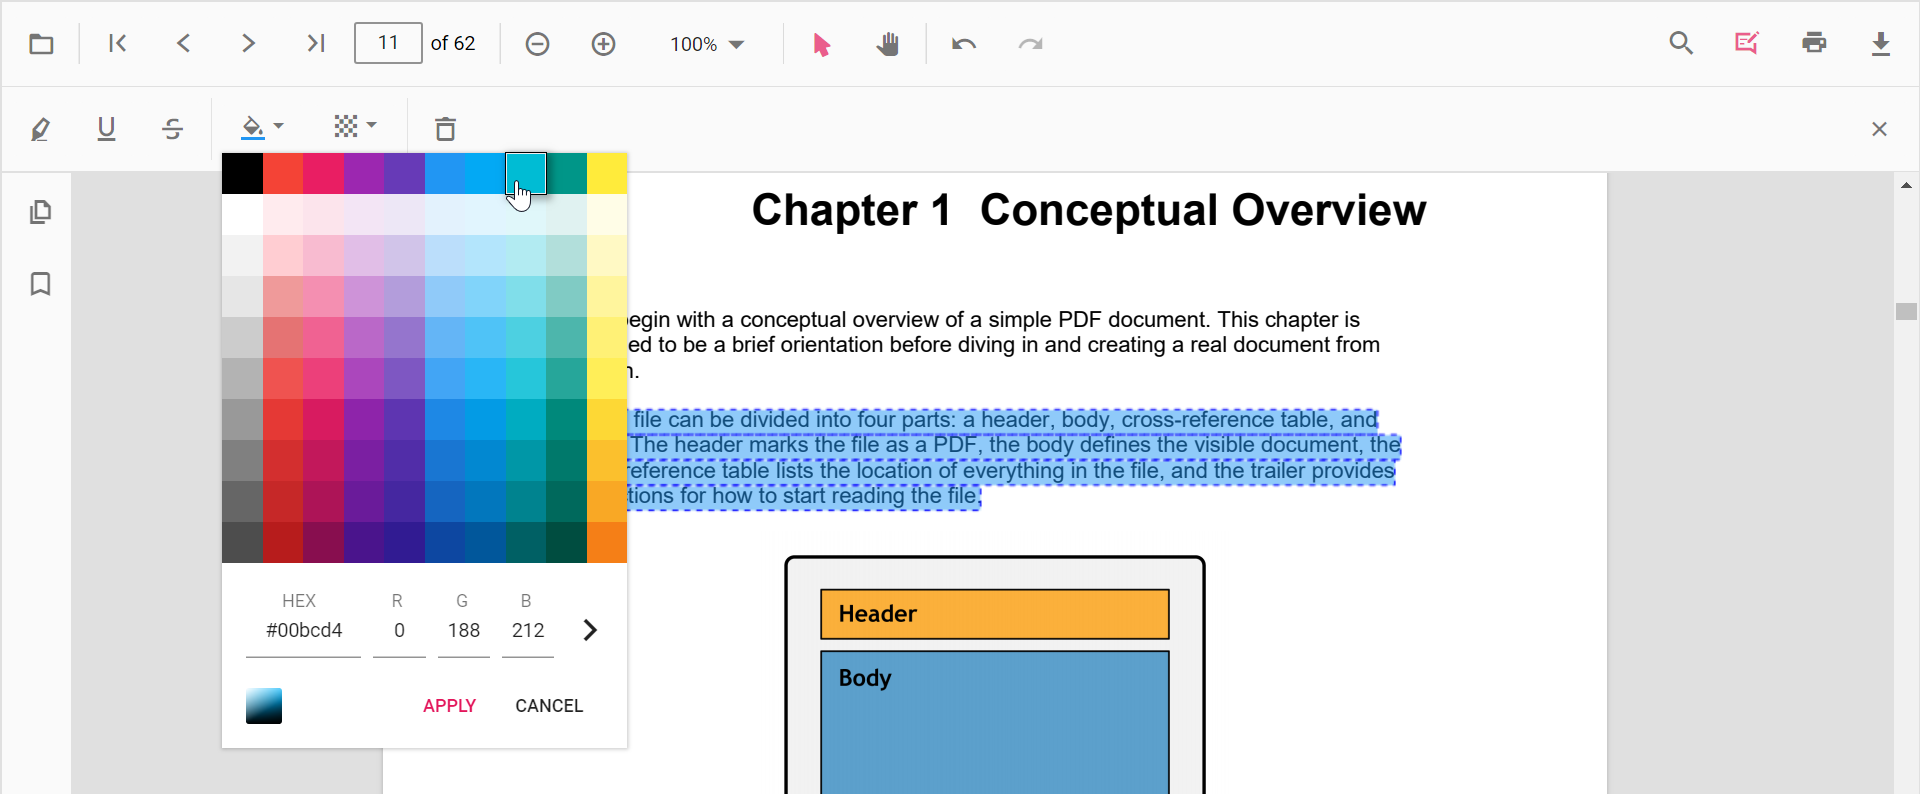 11 of 62 100%
Chapter 1 Conceptual Overview
egin with a conceptual overview of a simple PDF document. This chapter is
ed to be a brief orientation before diving in and creating a real document from
file can be divided into four parts: a header, body, cross-reference table, and
The header marks the file as a PDF, the body defines the visible document, the
reference table lists the location of everything in the file, and the trailer provides
tions for how to start reading the file.
HEX R G B
#00bcd4 0 188 212
APPLY CANCEL
Header
Body